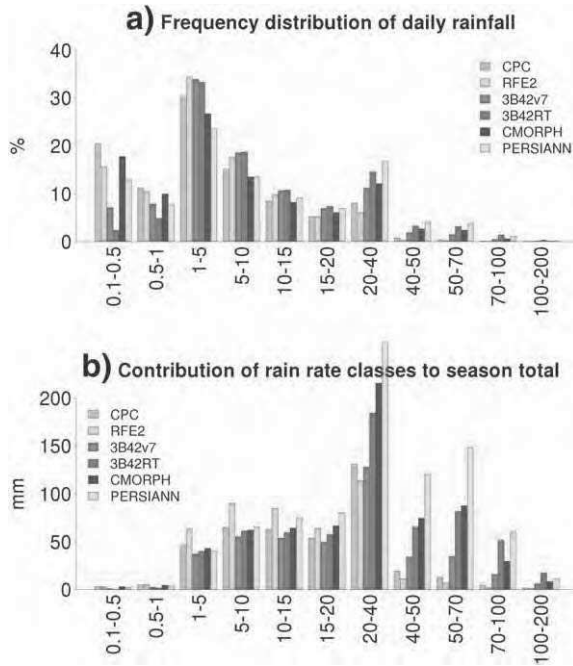 a) Frequency distribution of daily rainfall
40
30
20
10
0
%
CPC
RFE2
3B42v7
3B42RT
CMORPH
PERSIANN
0.1-0.5
0.5-1
1-5
5-10
10-15
15-20
20-40
40-50
50-70
70-100
100-200
b) Contribution of rain rate classes to season total
200
150
100
50
0
mm
CPC
RFE2
3B42v7
3B42RT
CMORPH
PERSIANN
0.1-0.5
0.5-1
1-5
5-10
10-15
15-20
20-40
40-50
50-70
70-100
100-200